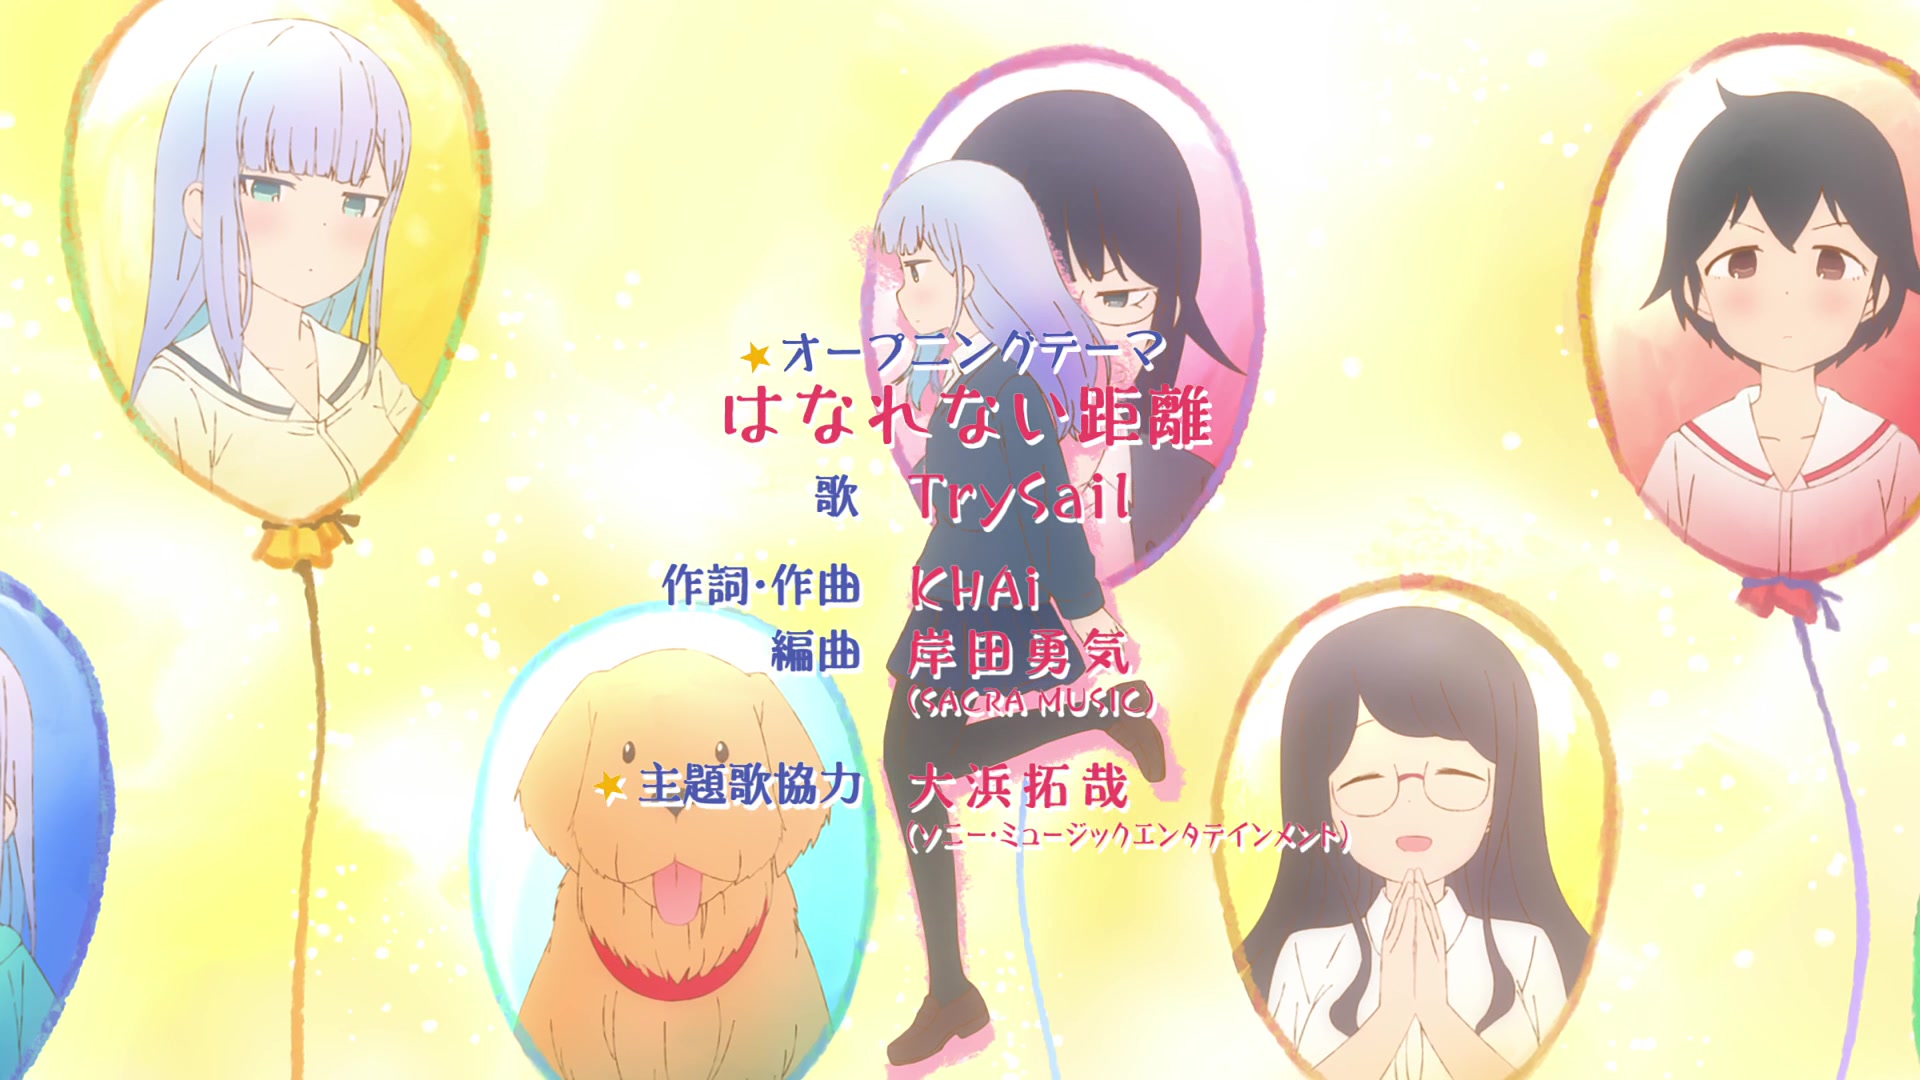 ★オープニングテーマ
はなれない距離
歌 TrySail
作詞・作曲 KHAi
編曲 岸田勇気
(SACRA MUSIC)
★主題歌協力 大浜拓哉
(ソニー・ミュージックエンタテインメント)